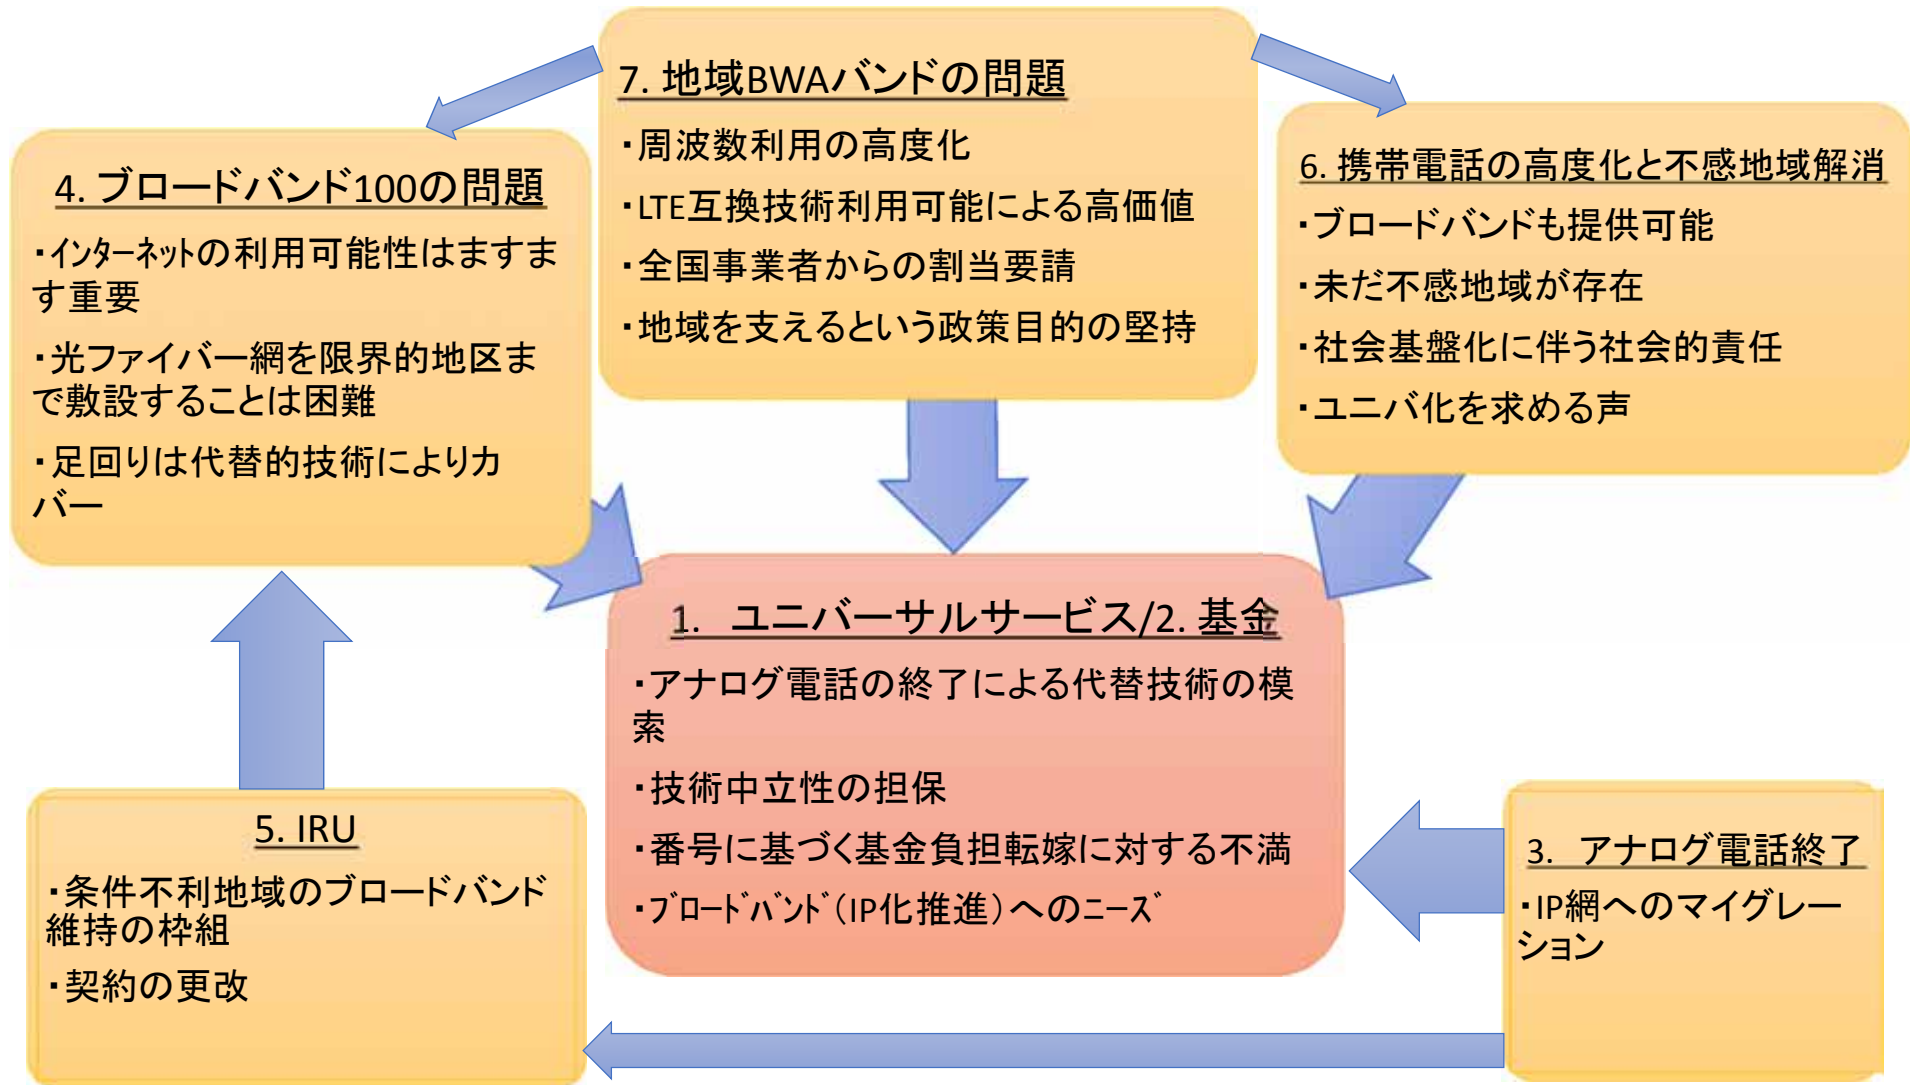 7. 地域BWAバンドの問題
・周波数利用の高度化
・LTE互換技術利用可能による高価値
・全国事業者からの割当要請
・地域を支えるという政策目的の堅持
4. ブロードバンド100の問題
・インターネットの利用可能性はますま
す重要
・光ファイバー網を限界的地区ま
で敷設することは困難
・足回りは代替的技術によりカ
バー
6. 携帯電話の高度化と不感地域解消
・ブロードバンドも提供可能
・未だ不感地域が存在
・社会基盤化に伴う社会的責任
・ユニバ化を求める声
1. ユニバーサルサービス/2. 基金
・アナログ電話の終了による代替技術の模
索
・技術中立性の担保
・番号に基づく基金負担転嫁に対する不満
・ﾌﾞﾛｰﾄﾞﾊﾞﾝﾄﾞ（IP化推進）へのﾆｰｽﾞ
5. IRU
・条件不利地域のブロードバンド
維持の枠組
・契約の更改
3. アナログ電話終了
・IP網へのマイグレー
ション